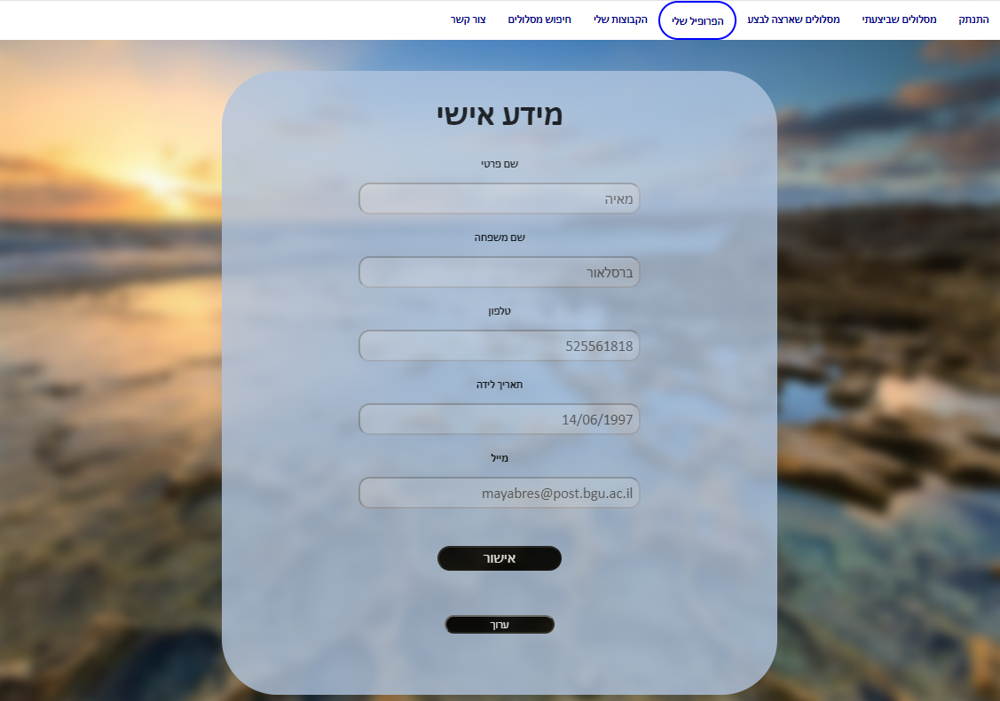 התנתק מסלולים שביצעתי מסלולים שארצה לבצע הפרופיל שלי הקבוצות שלי חיפוש מסלולים צור קשר
מידע אישי
שם פרטי
מאיה
שם משפחה
ברסלאור
טלפון
525561818
תאריך לידה
14/06/1997
מייל
mayabres@post.bgu.ac.il
אישור
ערוך